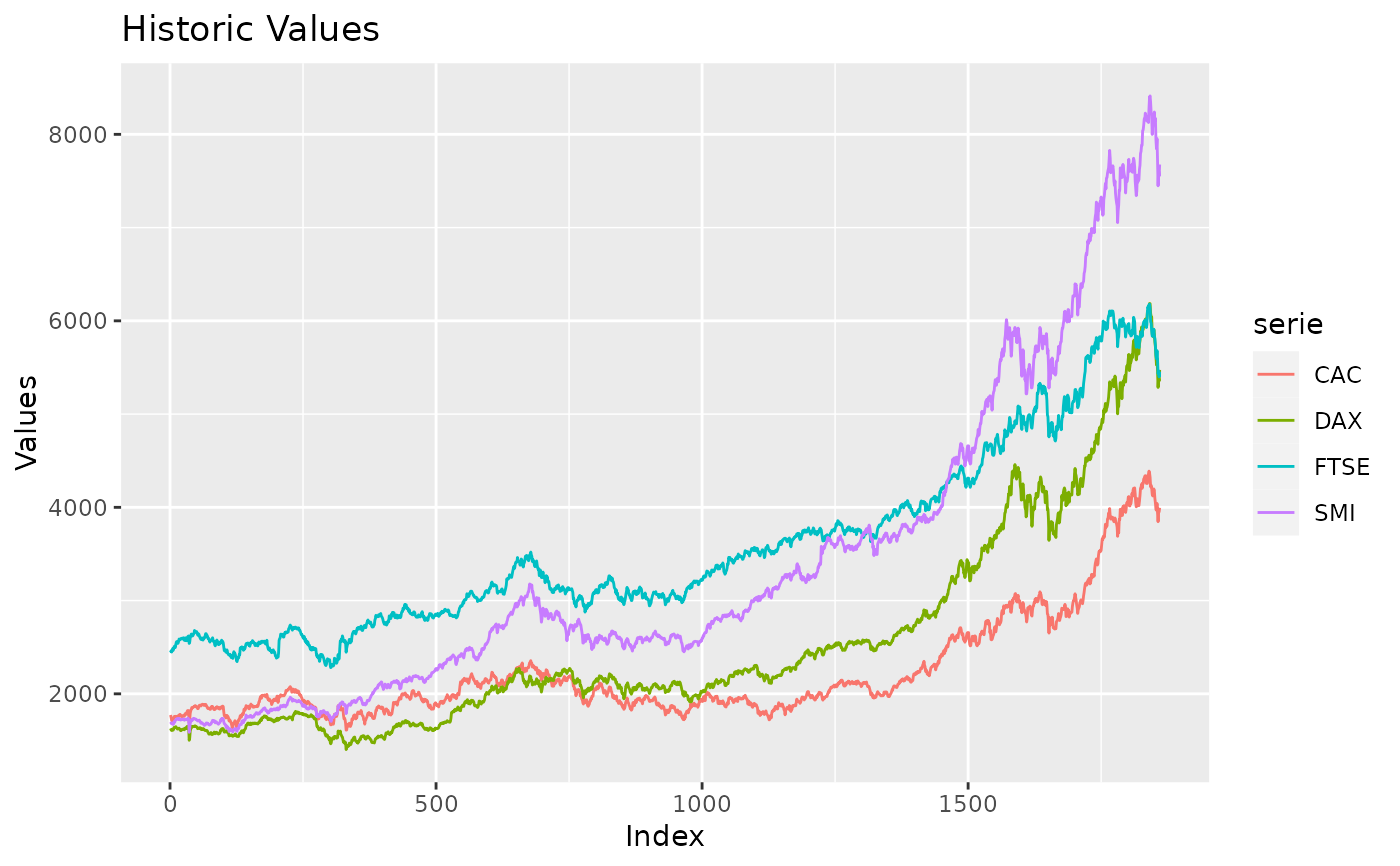 Historic Values
Values
8000
6000
4000
2000
0 500 1000 1500
Index
serie
CAC
DAX
FTSE
SMI